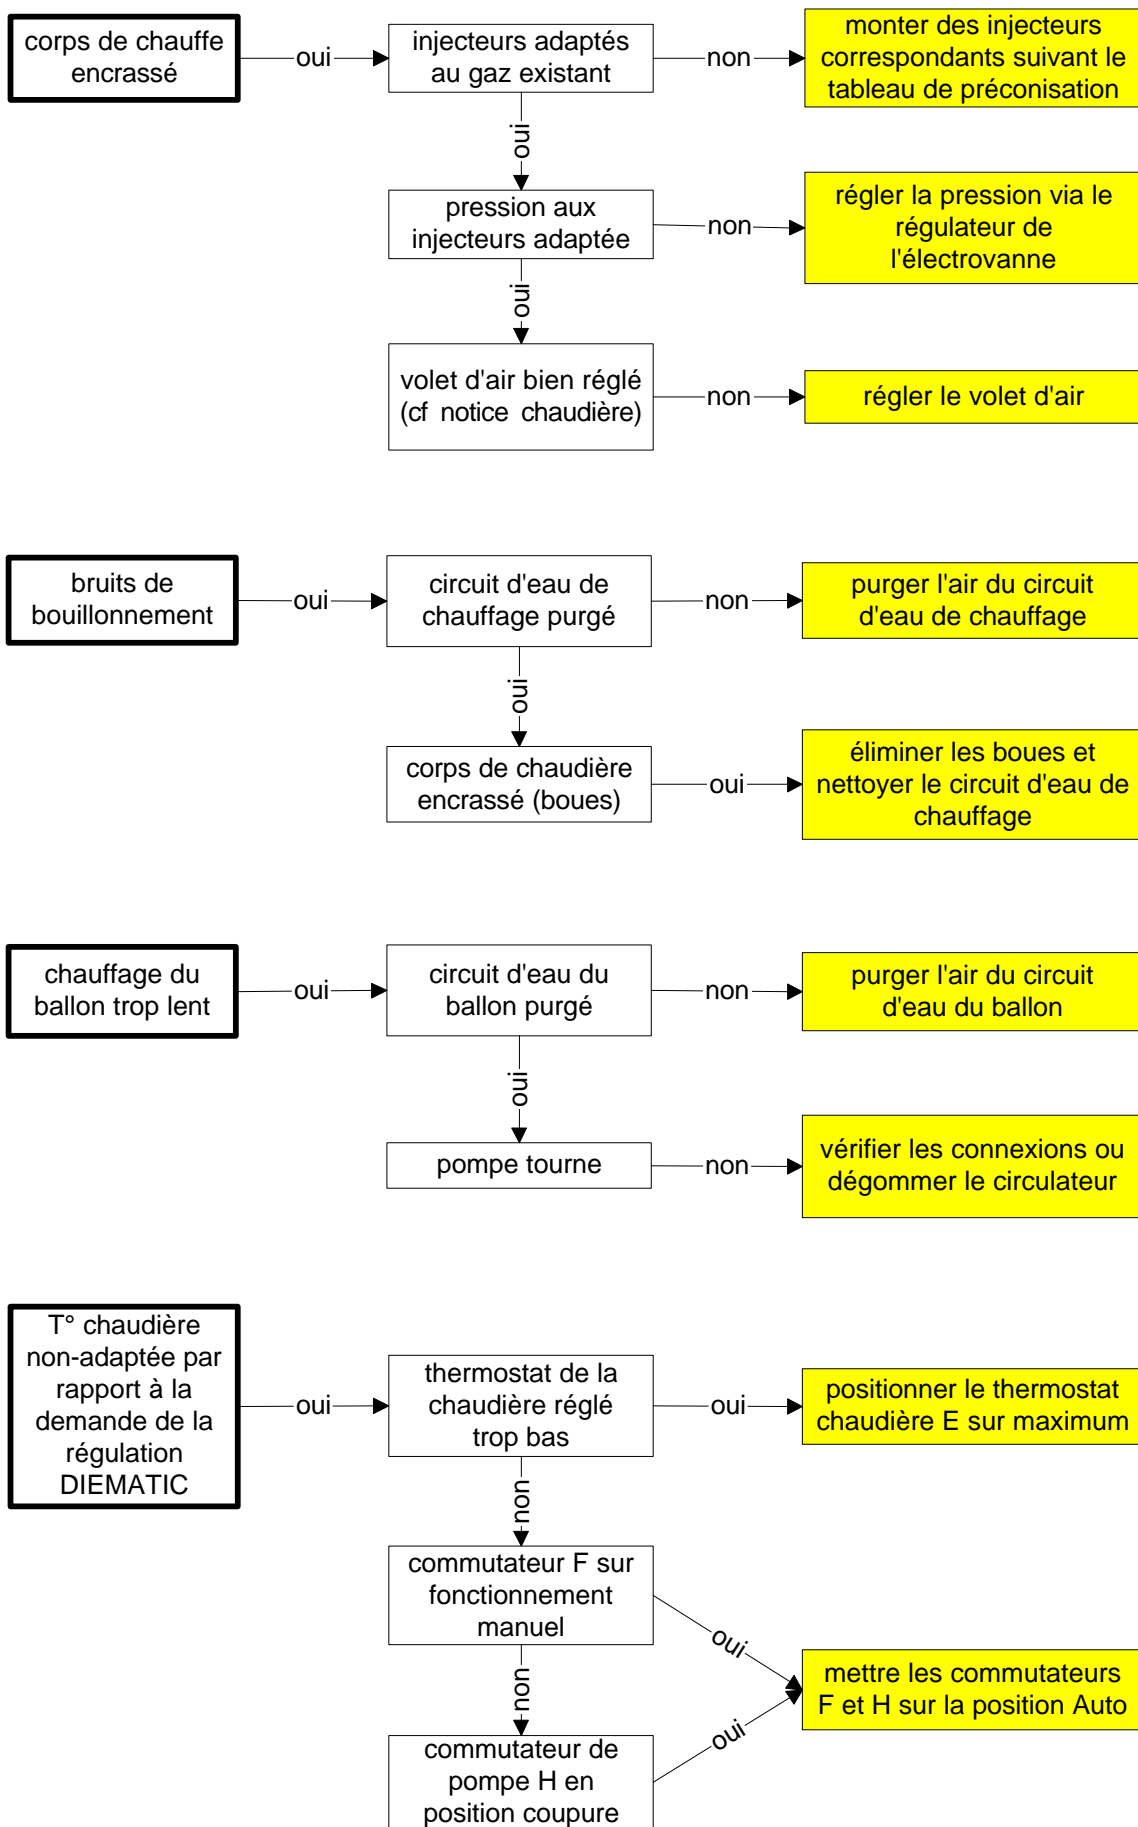 corps de chauffe
encrassé
oui
injecteurs adaptés
au gaz existant
non
monter des injecteurs
correspondants suivant le
tableau de préconisation
oui
pression aux
injecteurs adaptée
non
régler la pression via le
régulateur de
l'électrovanne
oui
volet d'air bien réglé
(cf notice chaudière)
non
régler le volet d'air
bruits de
bouillonnement
oui
circuit d'eau de
chauffage purgé
non
purger l'air du circuit
d'eau de chauffage
oui
corps de chaudière
encrassé (boues)
oui
éliminer les boues et
nettoyer le circuit d'eau de
chauffage
chauffage du
ballon trop lent
oui
circuit d'eau du
ballon purgé
non
purger l'air du circuit
d'eau du ballon
oui
pompe tourne
non
vérifier les connexions ou
dégommer le circulateur
T° chaudière
non-adaptée par
rapport à la
demande de la
régulation
DIEMATIC
oui
thermostat de la
chaudière réglé
trop bas
oui
positionner le thermostat
chaudière E sur maximum
non
commutateur F sur
fonctionnement
manuel
oui
mettre les commutateurs
F et H sur la position Auto
non
commutateur de
pompe H en
position coupure
oui